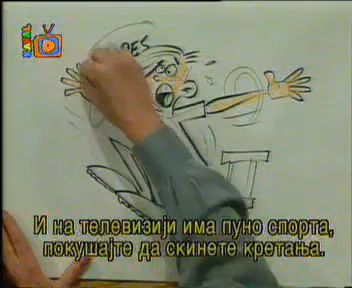 И на телевизији има пуно спорта,
покушајте да скинете кретања.